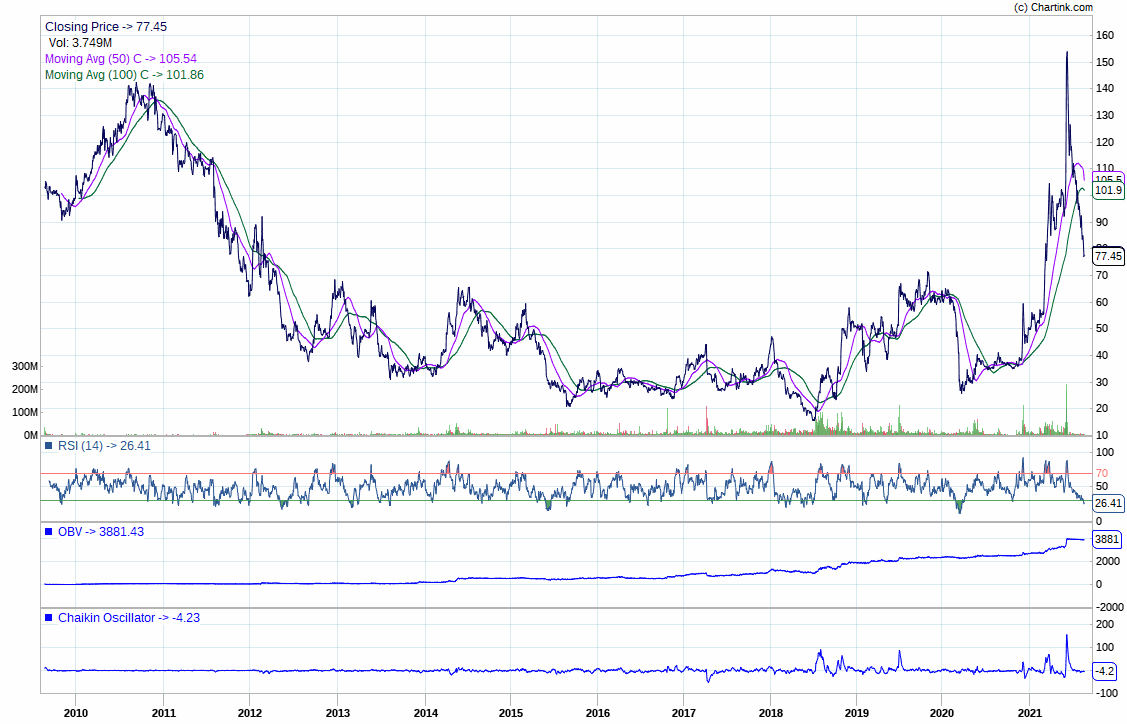 (c) Chartink.com
Closing Price -> 77.45
Vol: 3.749M
Moving Avg (50) C -> 105.54
Moving Avg (100) C -> 101.86
160
150
140
130
120
110
105.5
101.9
90
80
77.45
70
60
50
40
30
20
10
300M
200M
100M
0M
RSI (14) -> 26.41
100
70
50
26.41
0
OBV -> 3881.43
3881
2000
0
-2000
Chaikin Oscillator -> -4.23
200
100
-4.2
-100
2010 2011 2012 2013 2014 2015 2016 2017 2018 2019 2020 2021